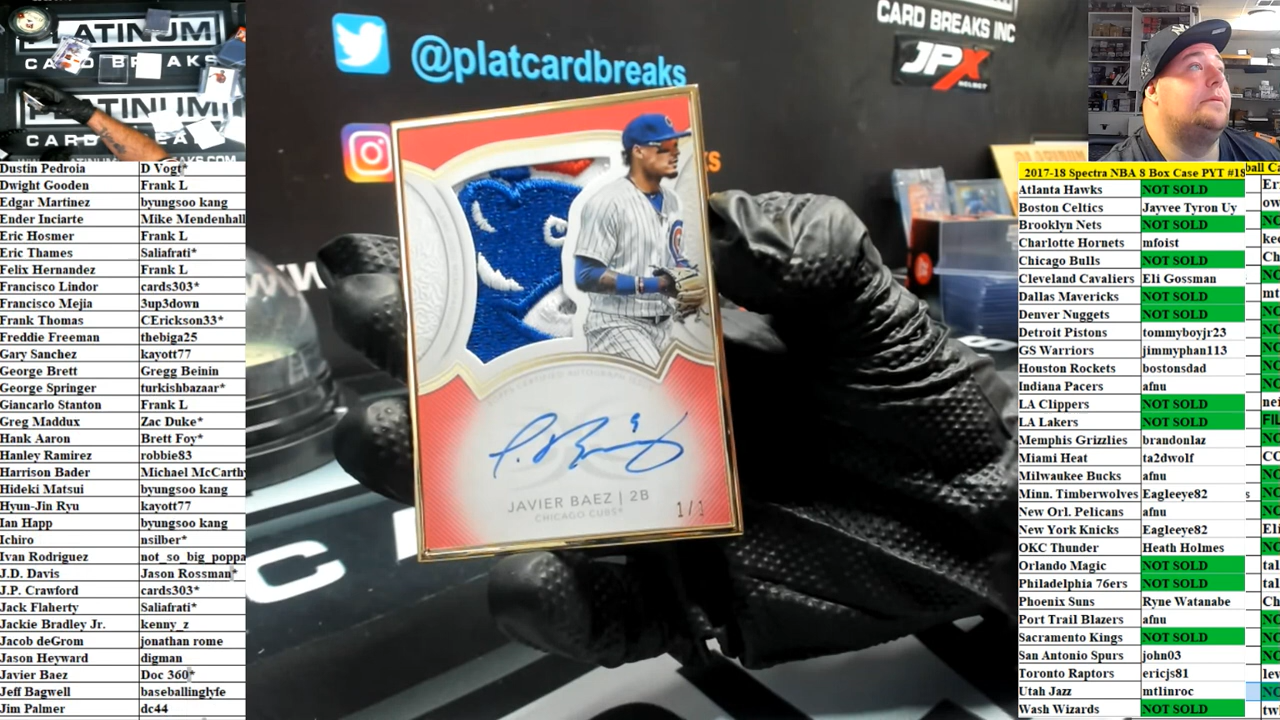 PLATINUM
CARD BREAKS
PLATINUM
CARD BREAKS
Dustin Pedroia D Vogt*
Dwight Gooden Frank L
Edgar Martinez byungsoo kang
Ender Inciarte Mike Mendenhall
Eric Hosmer Frank L
Eric Thames Saliafrati*
Felix Hernandez Frank L
Francisco Lindor cards303*
Francisco Mejia 3up3down
Frank Thomas CErickson33*
Freddie Freeman thebiga25
Gary Sanchez kayott77
George Brett Gregg Beinin
George Springer turkishbazaar*
Giancarlo Stanton Frank L
Greg Maddux Zac Duke*
Hank Aaron Brett Foy*
Hanley Ramirez robbie83
Harrison Bader Michael McCarthy
Hideki Matsui byungsoo kang
Hyun-Jin Ryu kayott77
Ian Happ byungsoo kang
Ichiro nsilber*
Ivan Rodriguez not_so_big_poppa
J.D. Davis Jason Rossman*
J.P. Crawford cards303*
Jack Flaherty Saliafrati*
Jackie Bradley Jr. kenny_z
Jacob deGrom jonathan rome
Jason Heyward digman
Javier Baez Doc 360*
Jeff Bagwell baseballinglyfe
Jim Palmer dc44
@platcardbreaks
CARD BREAKS INC
JPX
HELMET
JAVIER BAEZ | 2B
CHICAGO CUBS®
1/1
2017-18 Spectra NBA 8 Box Case PYT #18
Atlanta Hawks NOT SOLD
Boston Celtics Jayvee Tyron Uy
Brooklyn Nets NOT SOLD
Charlotte Hornets mfoist
Chicago Bulls NOT SOLD
Cleveland Cavaliers Eli Gossman
Dallas Mavericks NOT SOLD
Denver Nuggets NOT SOLD
Detroit Pistons tommyboyjr23
GS Warriors jimmyphan113
Houston Rockets bostonsdad
Indiana Pacers afnu
LA Clippers NOT SOLD
LA Lakers NOT SOLD
Memphis Grizzlies brandonlaz
Miami Heat ta2dwolf
Milwaukee Bucks afnu
Minn. Timberwolves Eagleeye82
New Orl. Pelicans afnu
New York Knicks Eagleeye82
OKC Thunder Heath Holmes
Orlando Magic NOT SOLD
Philadelphia 76ers NOT SOLD
Phoenix Suns Ryne Watanabe
Port Trail Blazers afnu
Sacramento Kings NOT SOLD
San Antonio Spurs john03
Toronto Raptors ericjs81
Utah Jazz mtlinroc
Wash Wizards NOT SOLD